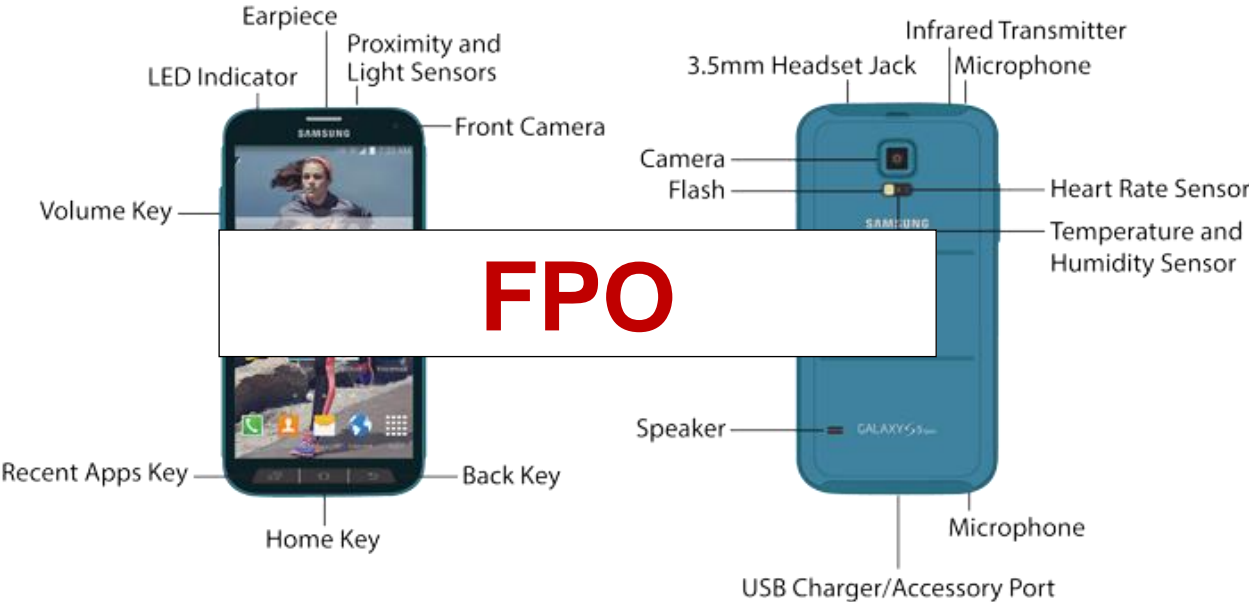 Earpiece
Proximity and
Light Sensors
LED Indicator
SAMSUNG
Front Camera
Volume Key
Recent Apps Key
Back Key
Home Key
FPO
Infrared Transmitter
3.5mm Headset Jack
Microphone
Camera
Flash
Heart Rate Sensor
SAMSUNG
Temperature and
Humidity Sensor
Speaker
GALAXY S5
Microphone
USB Charger/Accessory Port